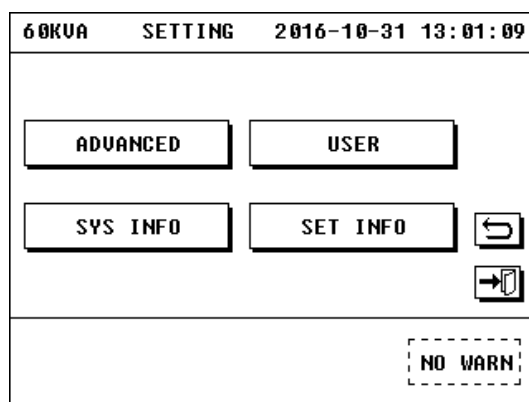 60KVA SETTING 2016-10-31 13:01:09
ADVANCED USER
SYS INFO SET INFO
NO WARN